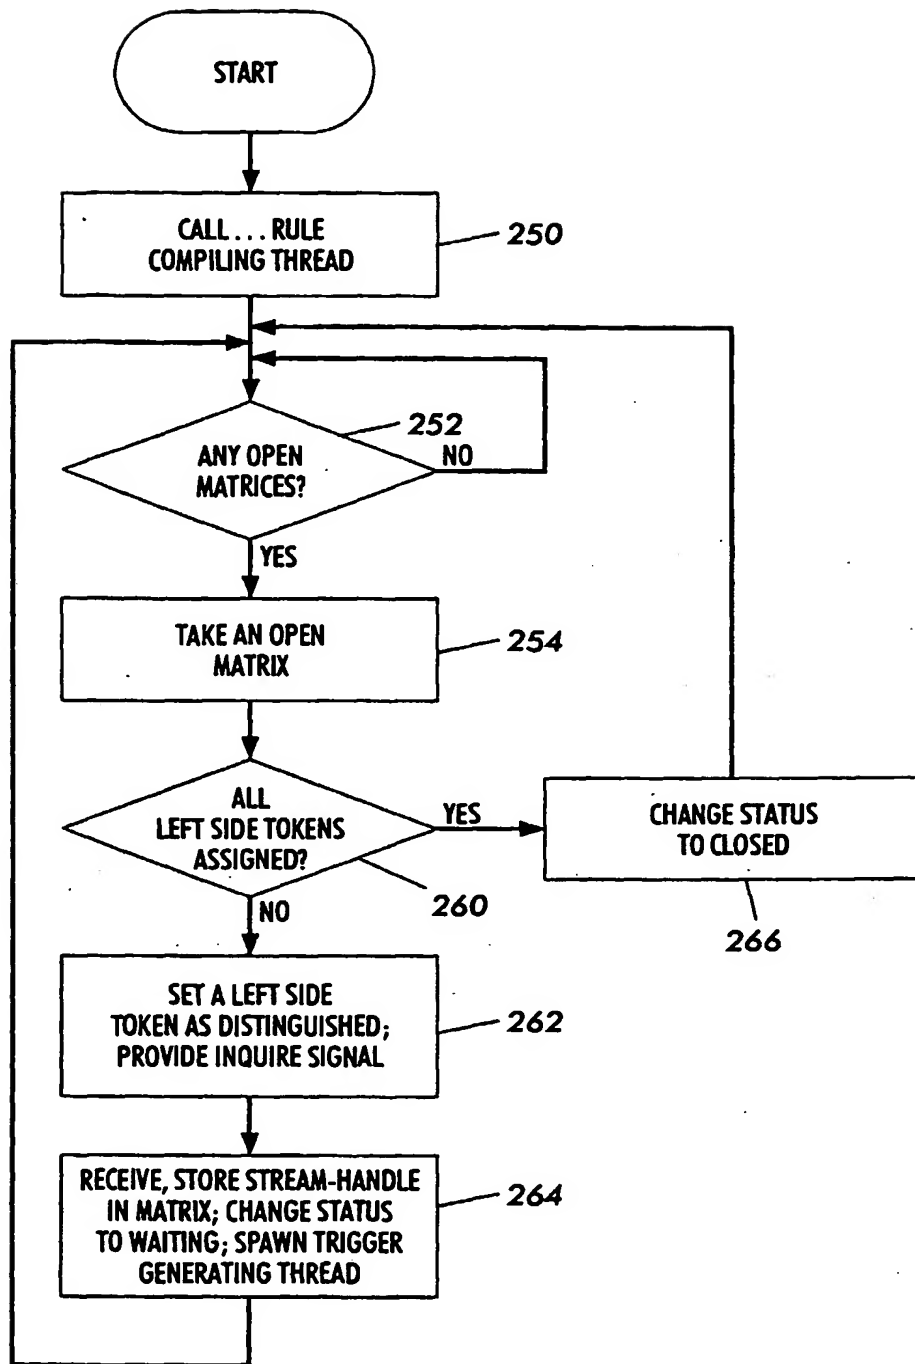 START
CALL... RULE
COMPILING THREAD
250
252
ANY OPEN
MATRICES?
NO
YES
TAKE AN OPEN
MATRIX
254
ALL
LEFT SIDE TOKENS
ASSIGNED?
YES
CHANGE STATUS
TO CLOSED
260
266
NO
SET A LEFT SIDE
TOKEN AS DISTINGUISHED;
PROVIDE INQUIRE SIGNAL
262
RECEIVE, STORE STREAM-HANDLE
IN MATRIX; CHANGE STATUS
TO WAITING; SPAWN TRIGGER
GENERATING THREAD
264